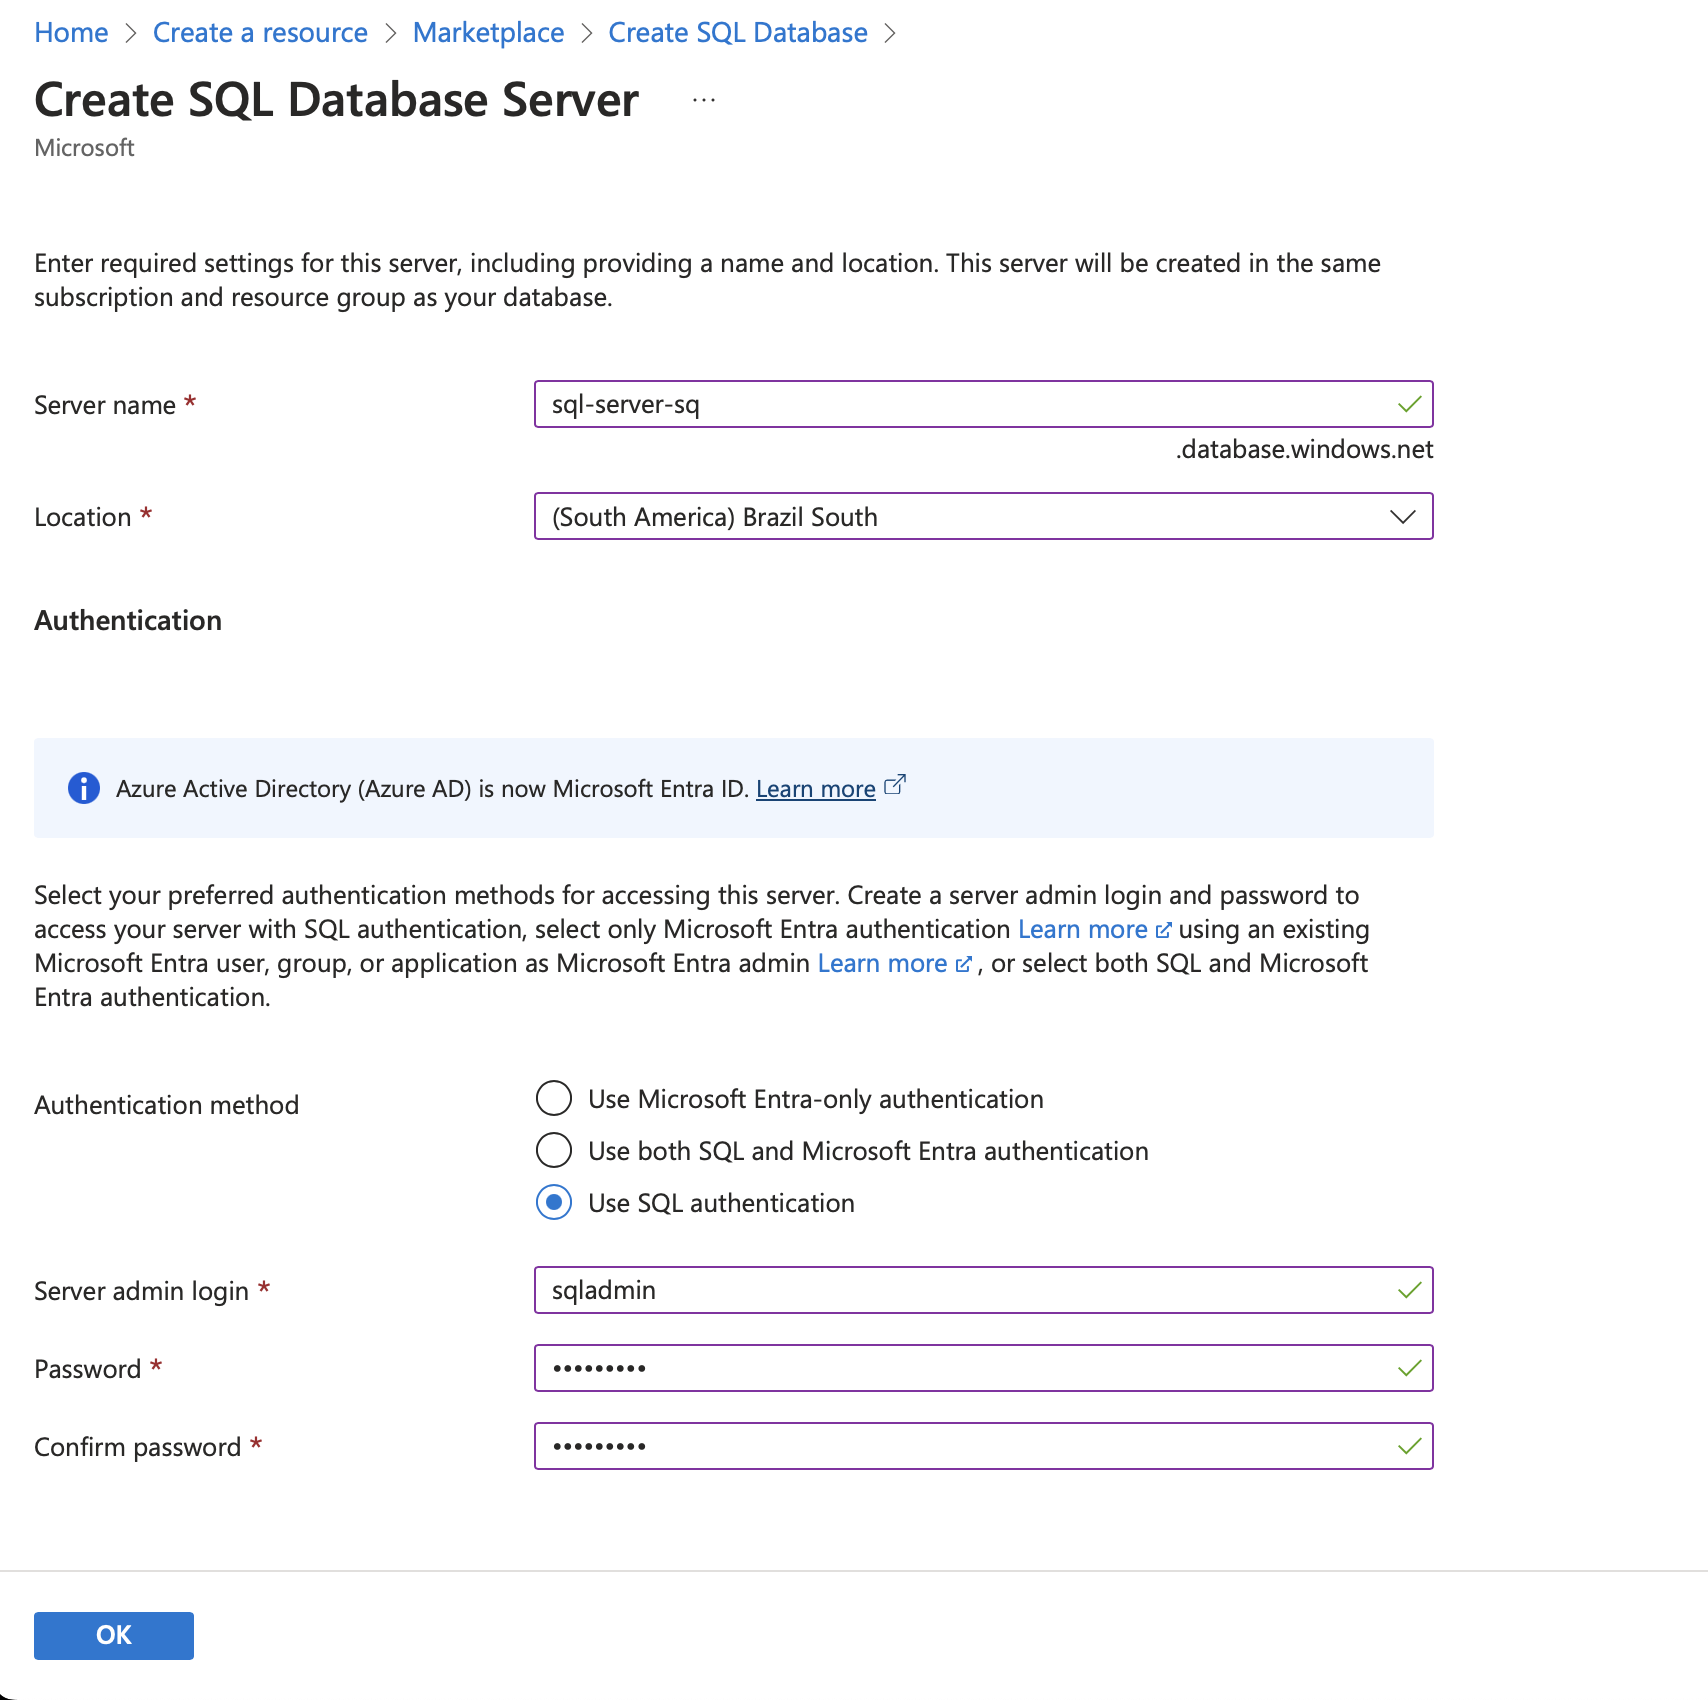 Home > Create a resource > Marketplace > Create SQL Database >
Create SQL Database Server ...
Microsoft
Enter required settings for this server, including providing a name and location. This server will be created in the same
subscription and resource group as your database.
Server name *
sql-server-sq
.database.windows.net
Location *
(South America) Brazil South
Authentication
Azure Active Directory (Azure AD) is now Microsoft Entra ID. Learn more
Select your preferred authentication methods for accessing this server. Create a server admin login and password to
access your server with SQL authentication, select only Microsoft Entra authentication Learn more using an existing
Microsoft Entra user, group, or application as Microsoft Entra admin Learn more , or select both SQL and Microsoft
Entra authentication.
Authentication method
Use Microsoft Entra-only authentication
Use both SQL and Microsoft Entra authentication
Use SQL authentication
Server admin login *
sqladmin
Password *
•••••••••
Confirm password *
•••••••••
OK